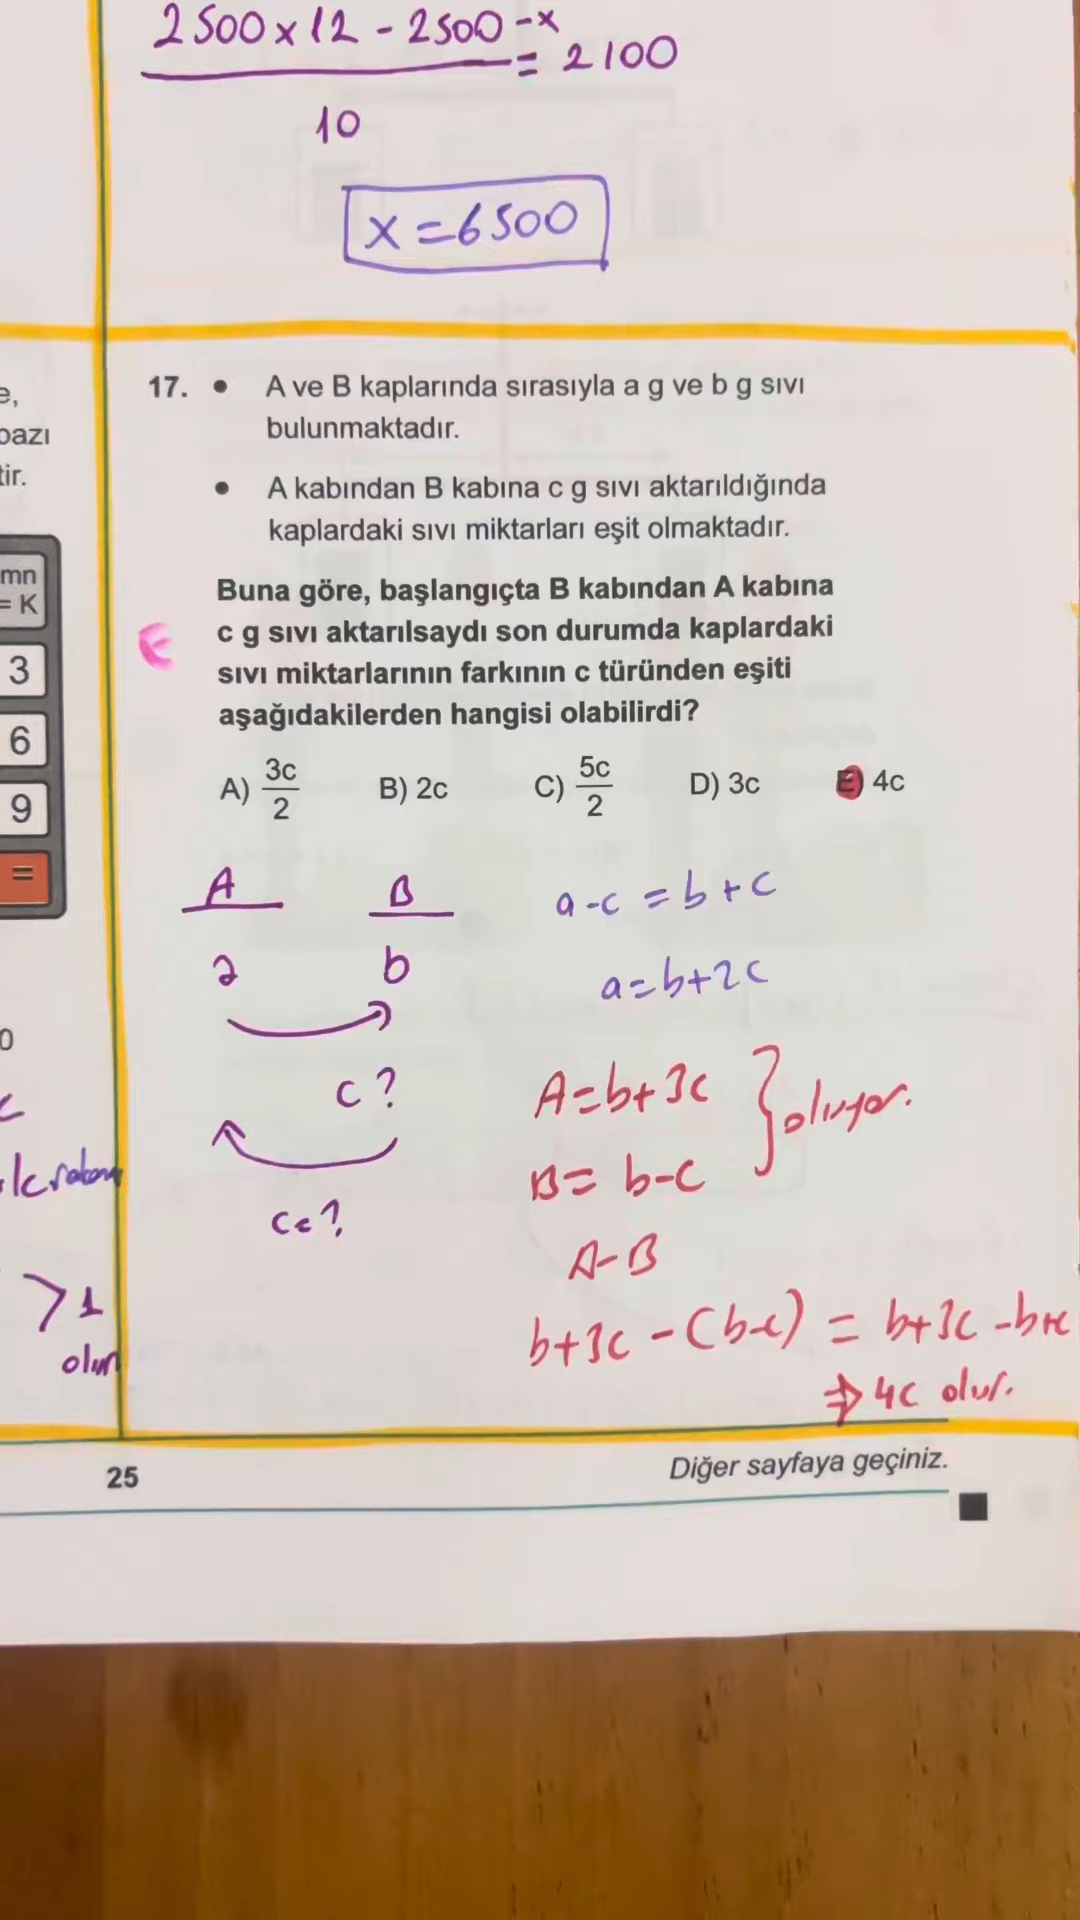 2500x12 - 2500 - x
= 2100
10
x = 6500
17. • A ve B kaplarında sırasıyla a g ve b g sıvı
bulunmaktadır.
• A kabından B kabına c g sıvı aktarıldığında
kaplardaki sıvı miktarları eşit olmaktadır.
Buna göre, başlangıçta B kabından A kabına
c g sıvı aktarılsaydı son durumda kaplardaki
sıvı miktarlarının farkının c türünden eşiti
aşağıdakilerden hangisi olabilirdi?
E
A) 3c/2 B) 2c C) 5c/2 D) 3c E) 4c
A B
a b
c?
a-c = b+c
a=b+2c
A=b+3c
B= b-c
} oluyor.
A-B
b+3c - (b-c) = b+3c -b+c
⇒ 4c olur.
e,
bazı
tir.
mn
= K
3
6
9
=
0
>1
olur
25
Diğer sayfaya geçiniz.